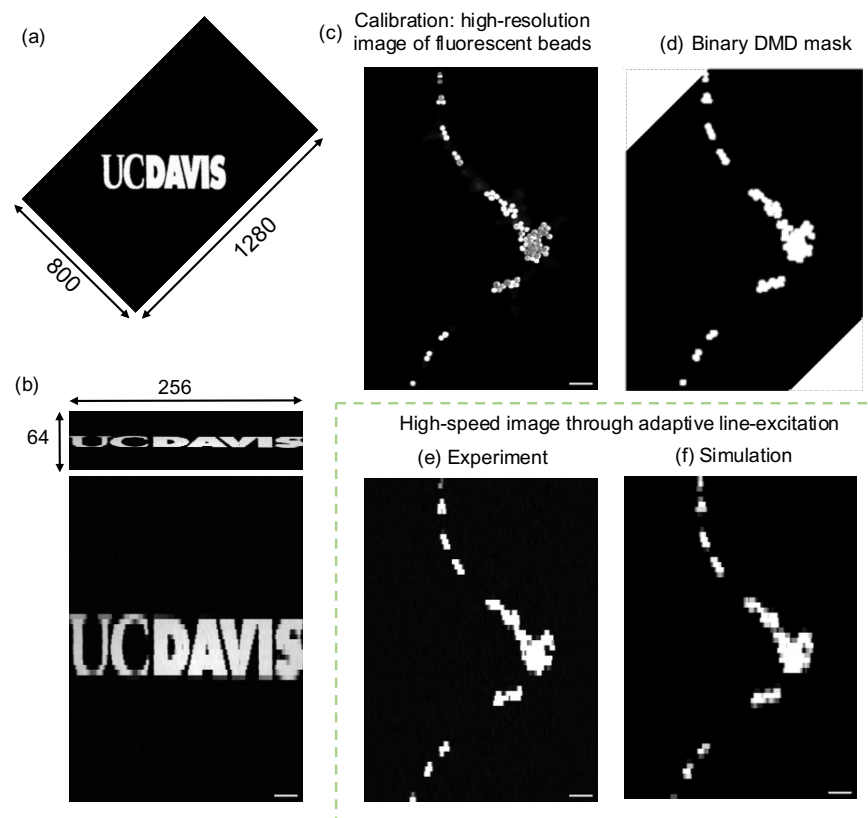 (a)
UCDAVIS
800
1280
(b)
256
64
UCDAVIS
UCDAVIS
(c)
Calibration: high-resolution
image of fluorescent beads
(d) Binary DMD mask
High-speed image through adaptive line-excitation
(e) Experiment
(f) Simulation